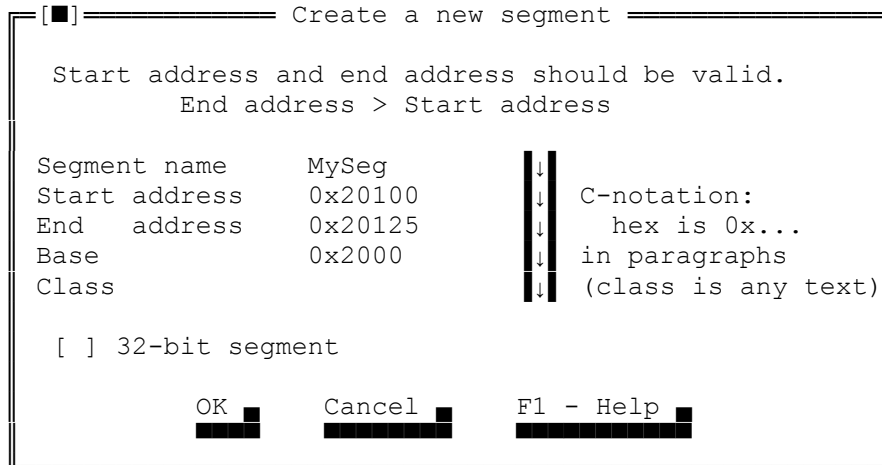 [■] Create a new segment
Start address and end address should be valid.
End address > Start address
Segment name MySeg ↓
Start address 0x20100 ↓ C-notation:
End address 0x20125 ↓ hex is 0x...
Base 0x2000 ↓ in paragraphs
Class ↓ (class is any text)
[ ] 32-bit segment
OK Cancel F1 - Help